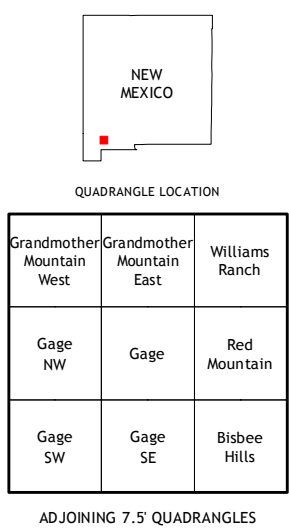 NEW
MEXICO
QUADRANGLE LOCATION
Grandmother
Mountain
West
Grandmother
Mountain
East
Williams
Ranch
Gage
NW
Gage
Red
Mountain
Gage
SW
Gage
SE
Bisbee
Hills
ADJOINING 7.5' QUADRANGLES